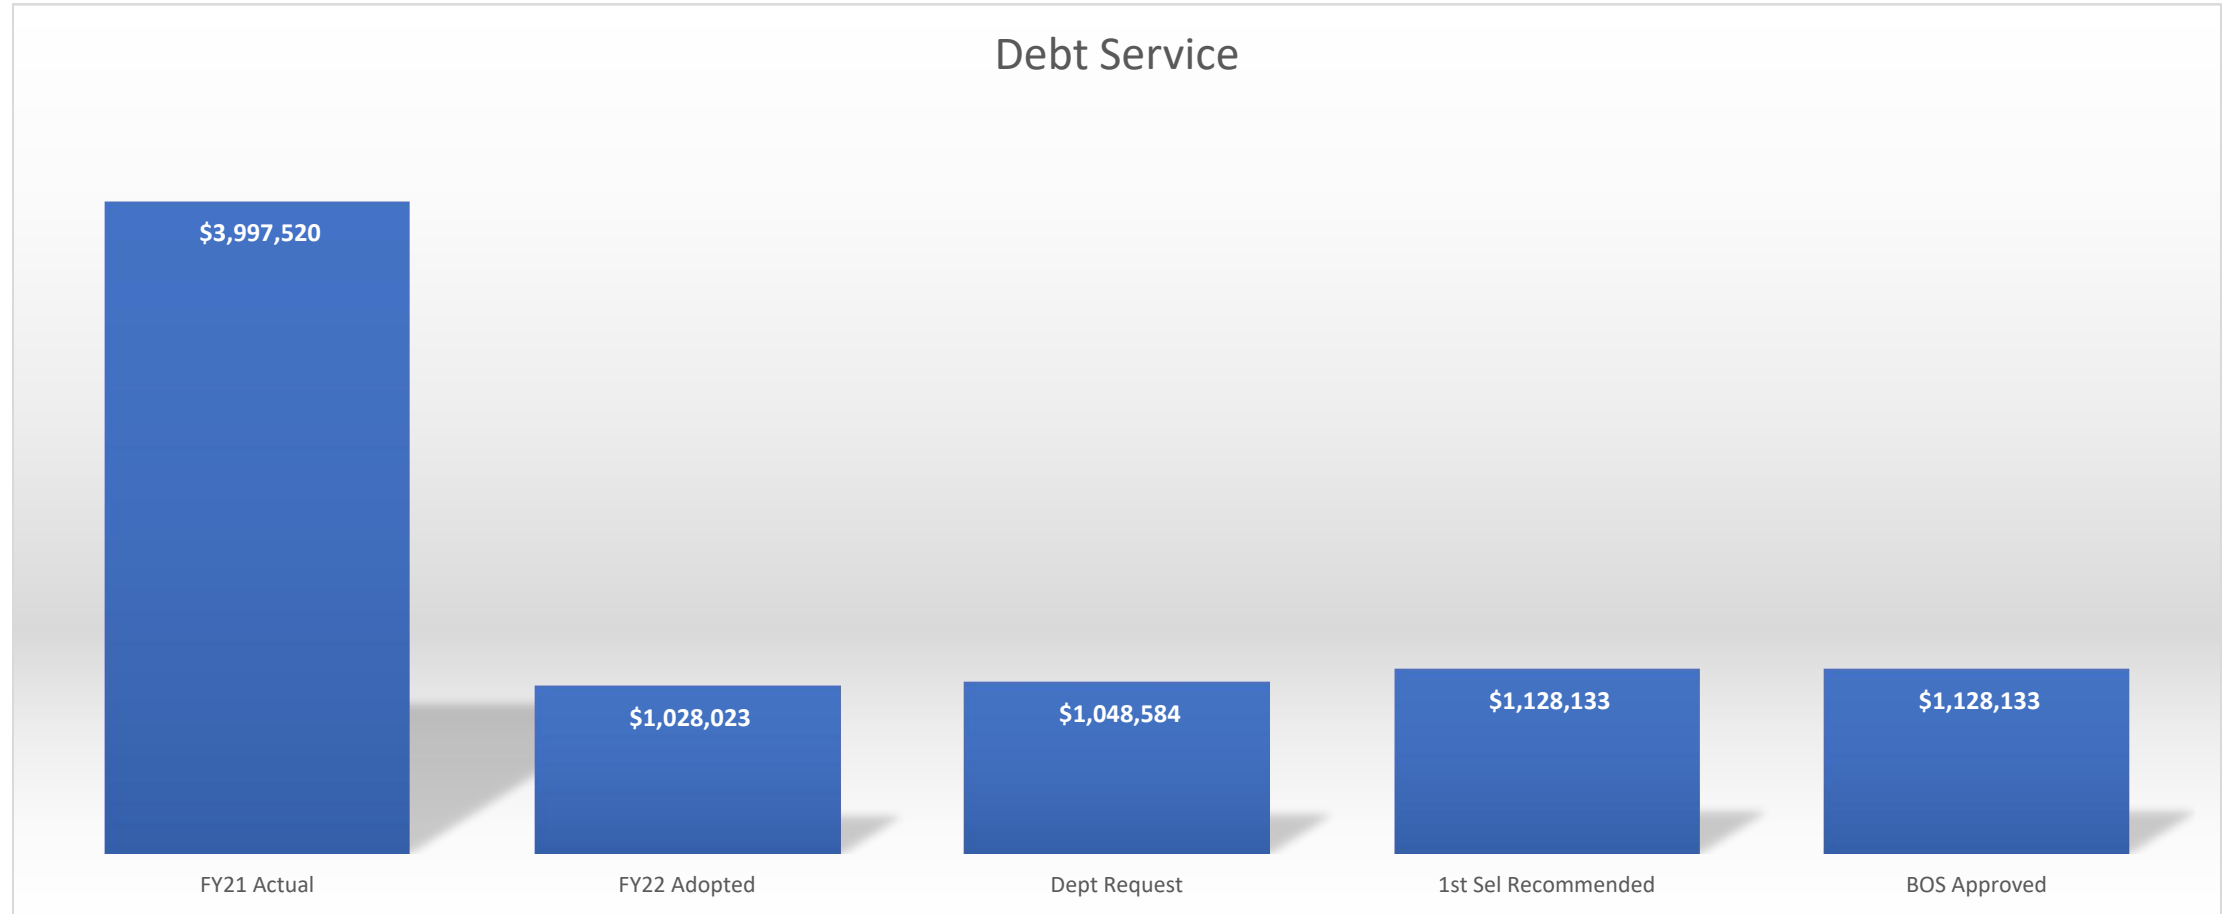 Debt Service
$3,997,520
$1,028,023
$1,048,584
$1,128,133
$1,128,133
FY21 Actual
FY22 Adopted
Dept Request
1st Sel Recommended
BOS Approved